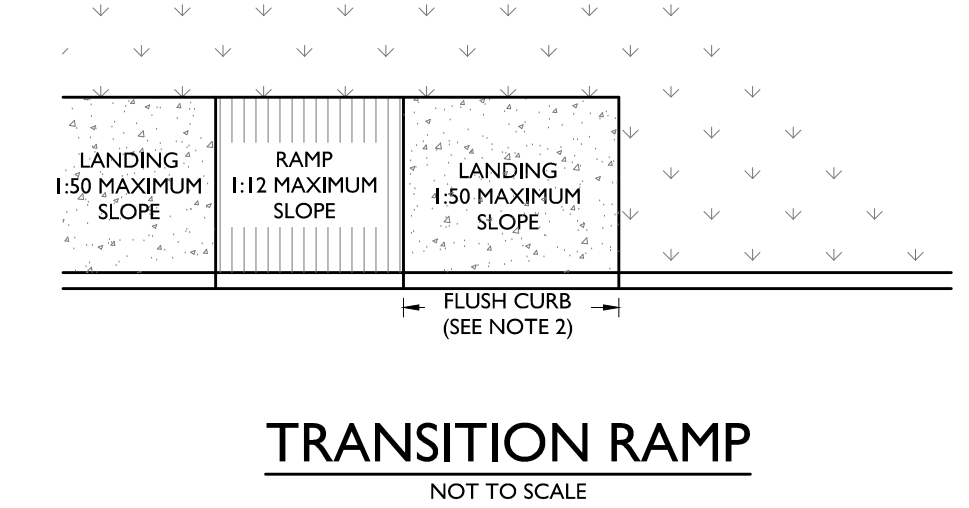 LANDING
1:50 MAXIMUM
SLOPE
RAMP
1:12 MAXIMUM
SLOPE
LANDING
1:50 MAXIMUM
SLOPE
FLUSH CURB
(SEE NOTE 2)
TRANSITION RAMP
NOT TO SCALE